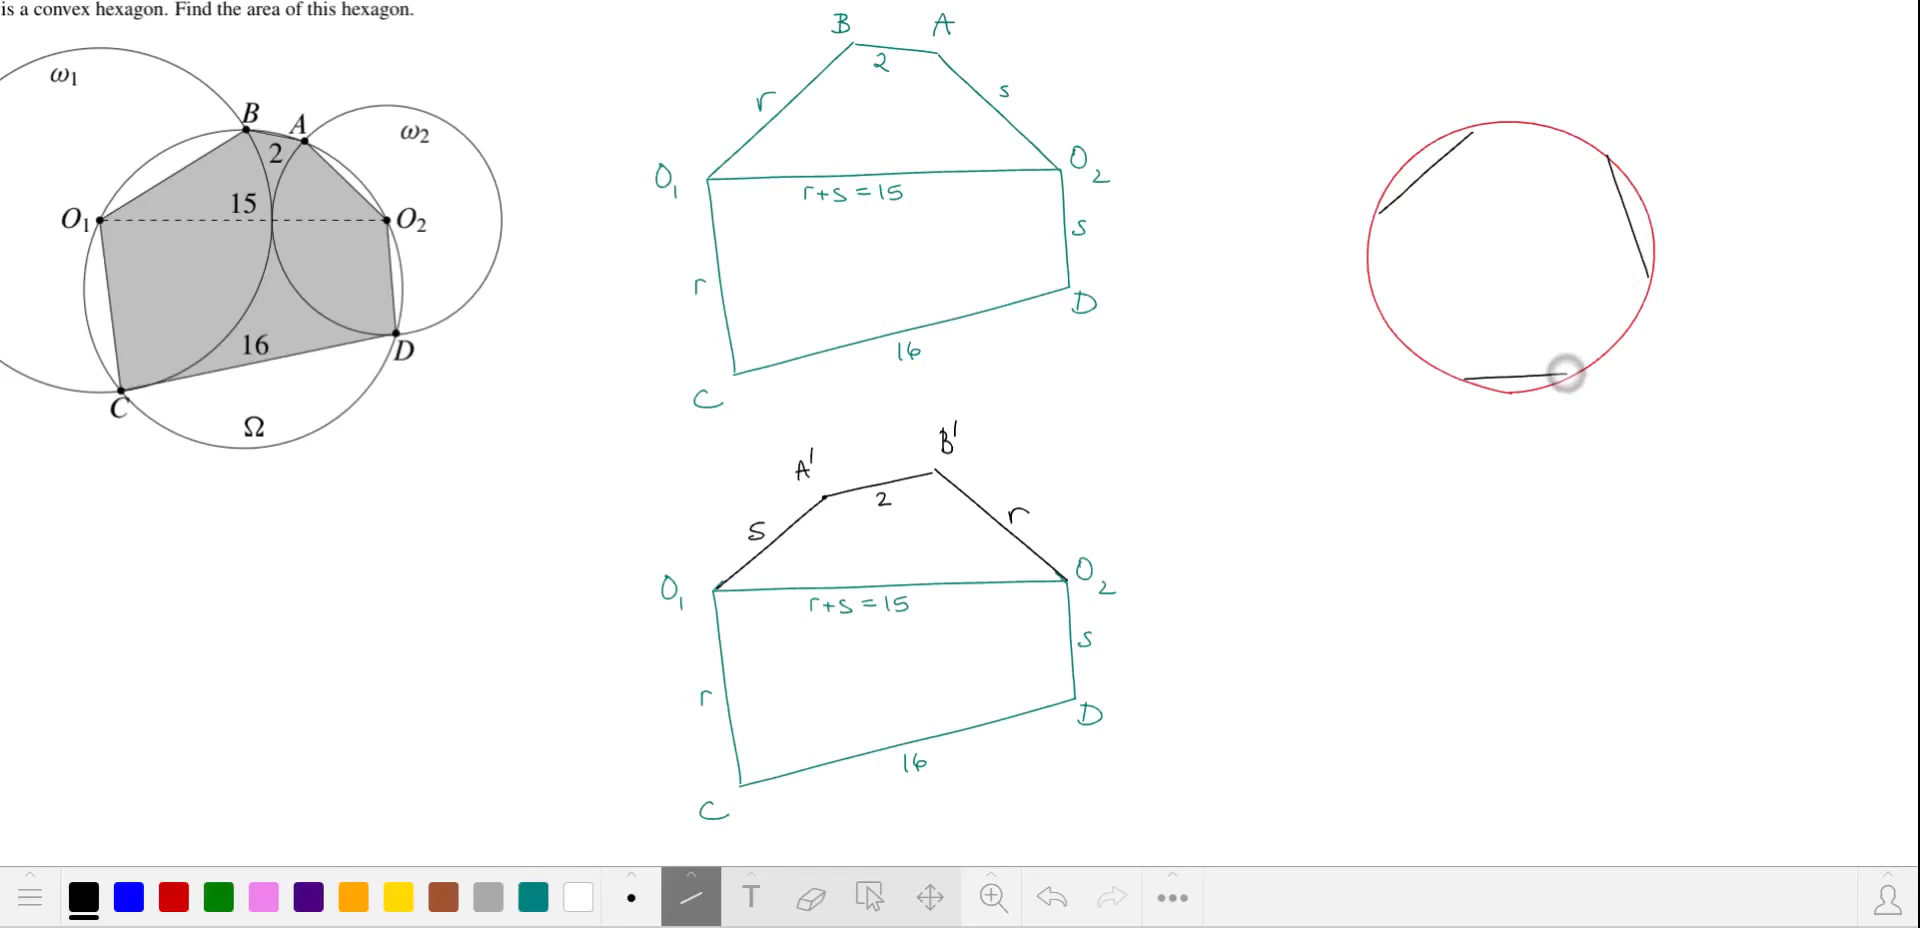 is a convex hexagon. Find the area of this hexagon.
ω1
B
A
ω2
2
15
O1
O2
16
D
C
Ω
B A
2
r
s
O1
O2
r+s=15
s
r
D
16
C
B'
A'
2
s
r
O1
O2
r+s=15
s
r
D
16
C
T